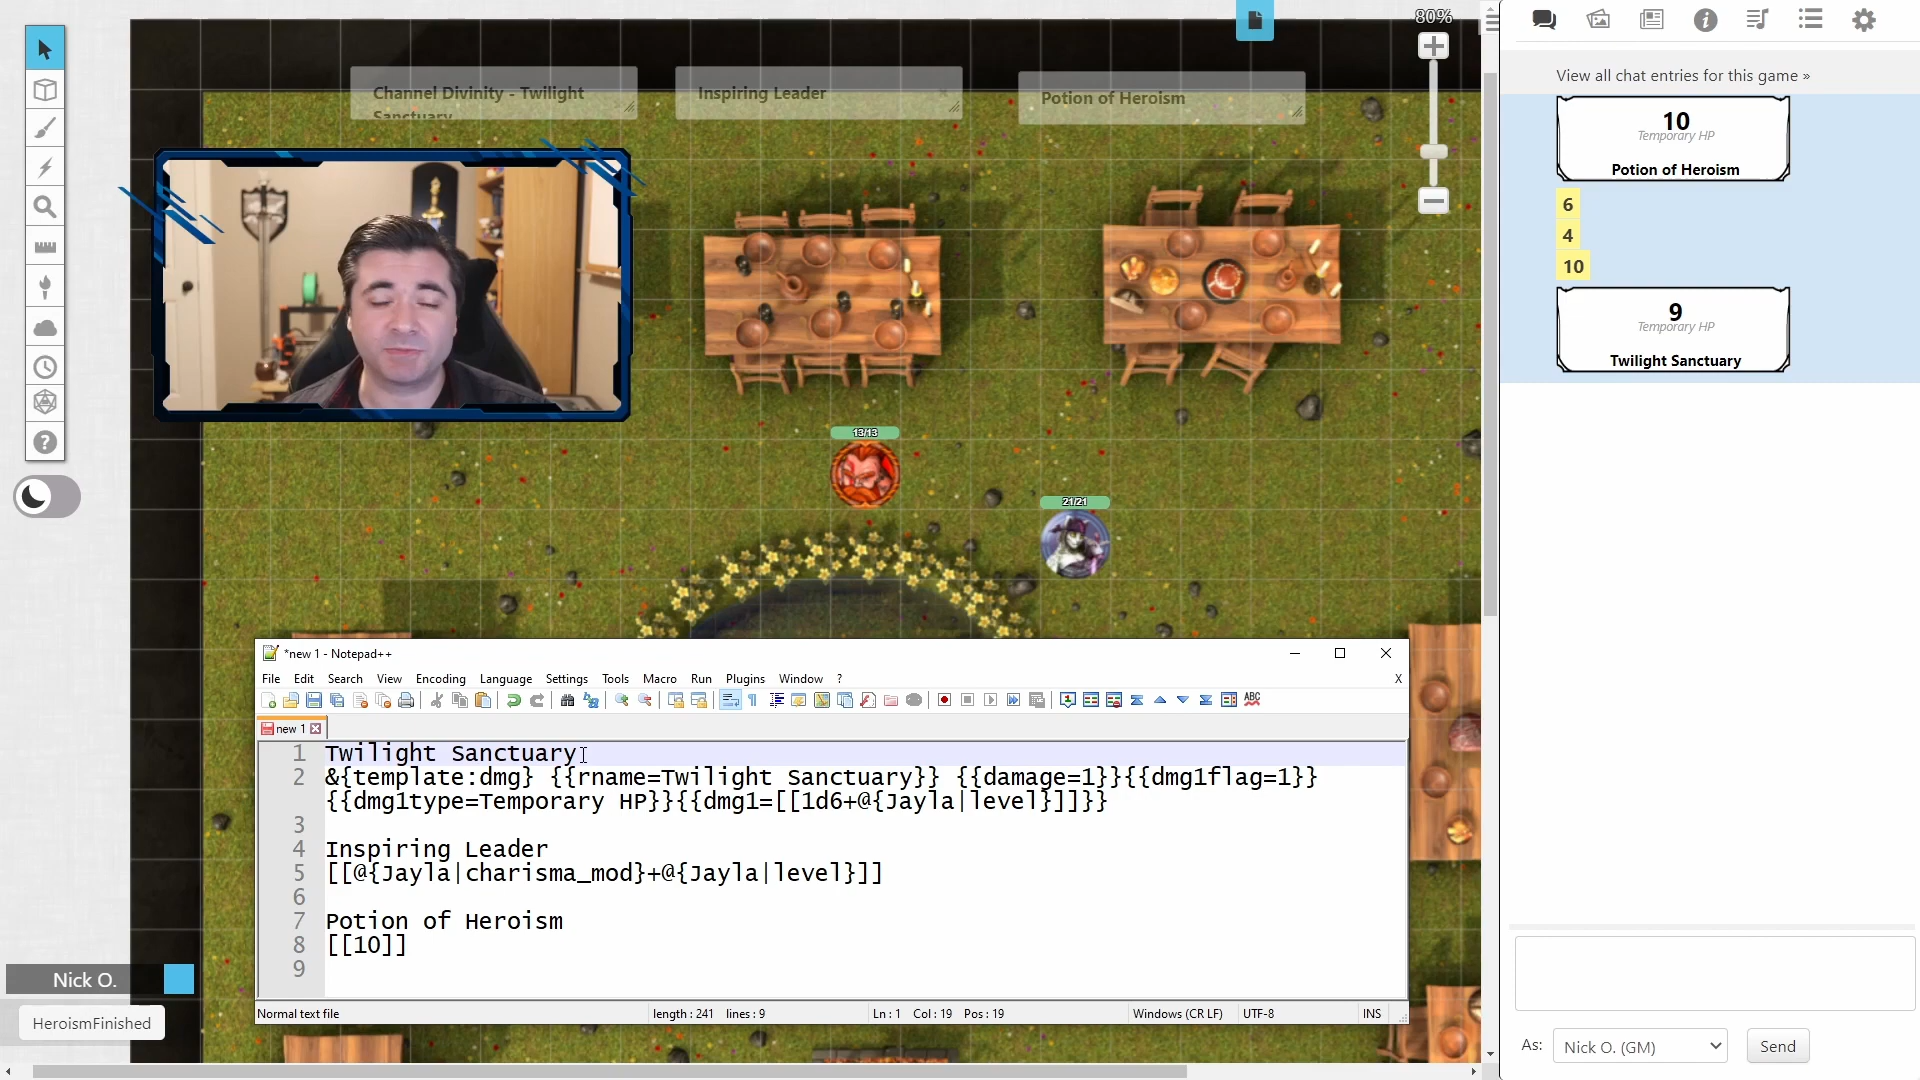 80%
Channel Divinity - Twilight
Sanctuary
Inspiring Leader
Potion of Heroism
View all chat entries for this game »
10
Temporary HP
Potion of Heroism
6
4
10
9
Temporary HP
Twilight Sanctuary
13/13
21/21
*new 1 - Notepad++
File Edit Search View Encoding Language Settings Tools Macro Run Plugins Window ? X
new 1
1 Twilight Sanctuary
2 &{template:dmg} {{rname=Twilight Sanctuary}} {{damage=1}}{{dmg1flag=1}}
{{dmg1type=Temporary HP}}{{dmg1=[[1d6+@{Jayla|level}]]}}
3
4 Inspiring Leader
5 [[@{Jayla|charisma_mod}+@{Jayla|level}]]
6
7 Potion of Heroism
8 [[10]]
9
Normal text file length : 241 lines : 9 Ln : 1 Col : 19 Pos : 19 Windows (CR LF) UTF-8 INS
Nick O.
HeroismFinished
As: Nick O. (GM) Send